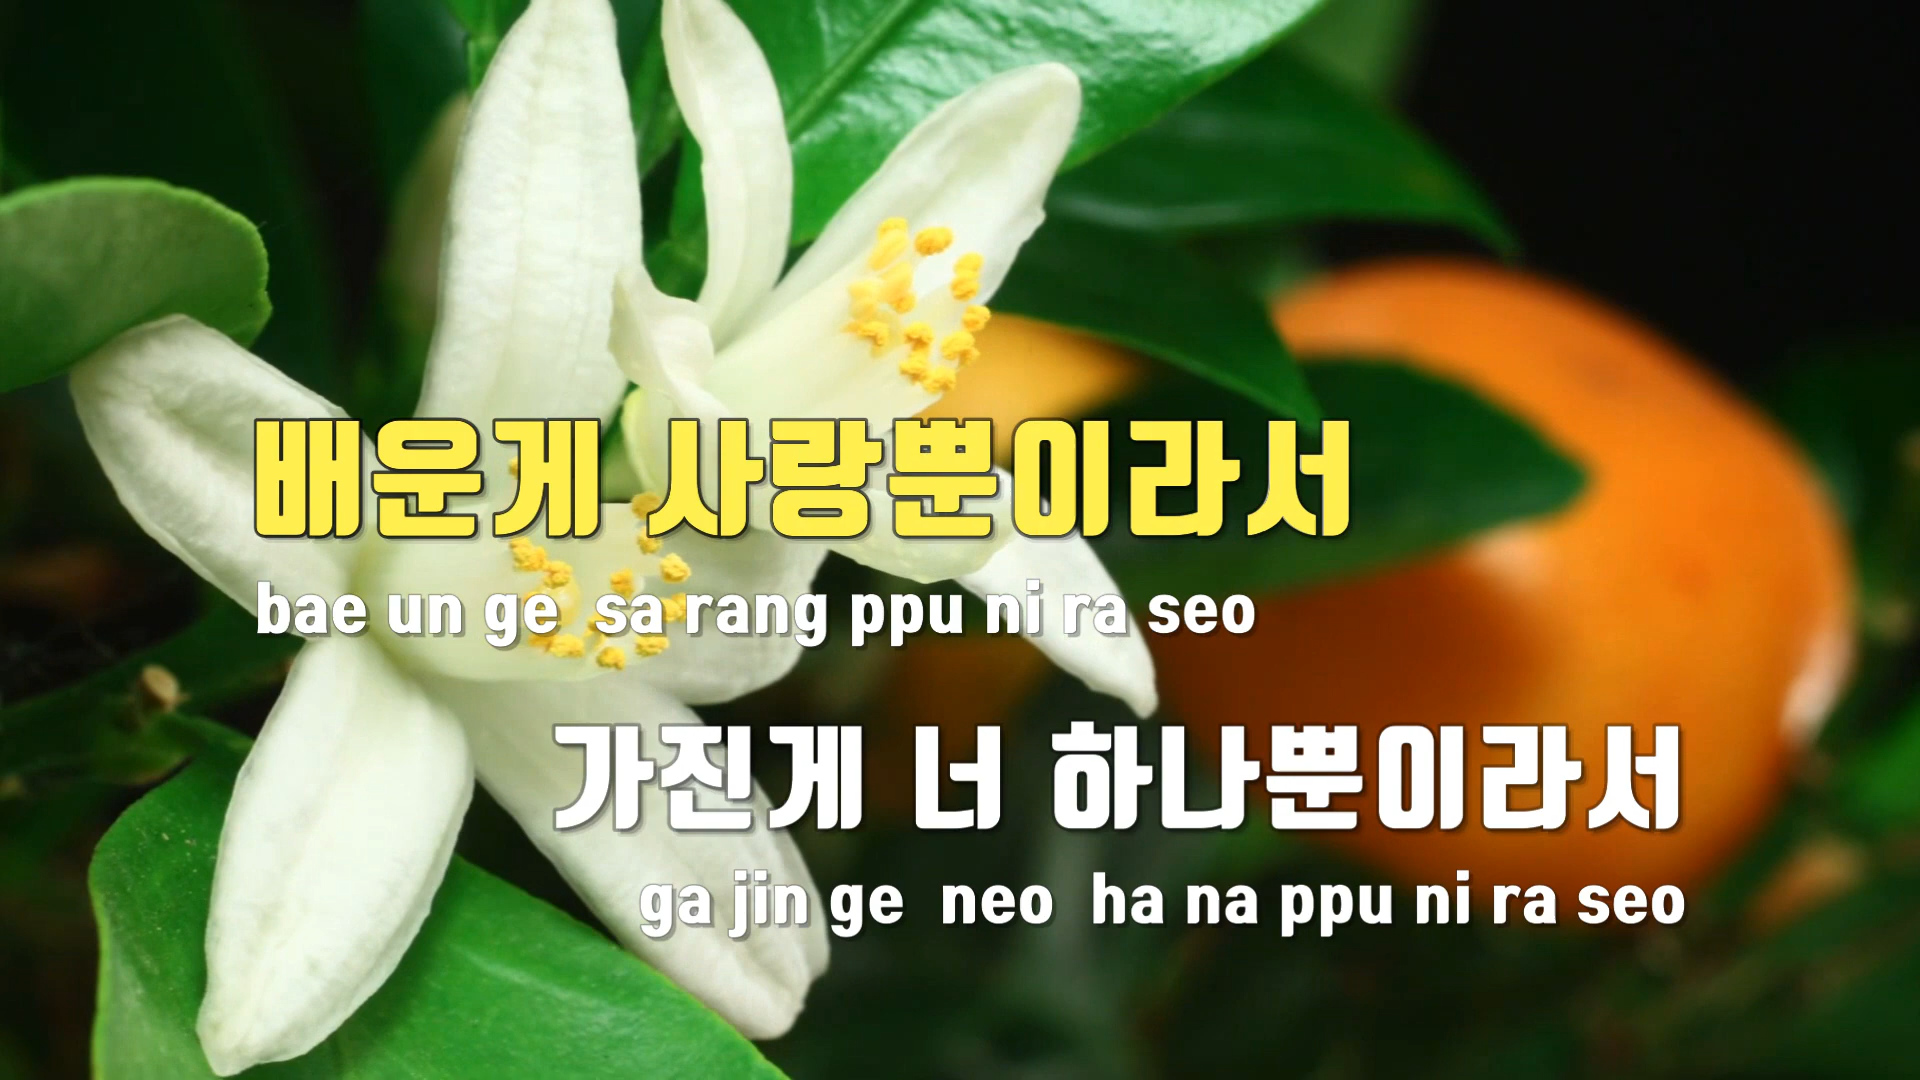 배운게 사랑뿐이라서
bae un ge sa rang ppu ni ra seo
가진게 너 하나뿐이라서
ga jin ge neo ha na ppu ni ra seo